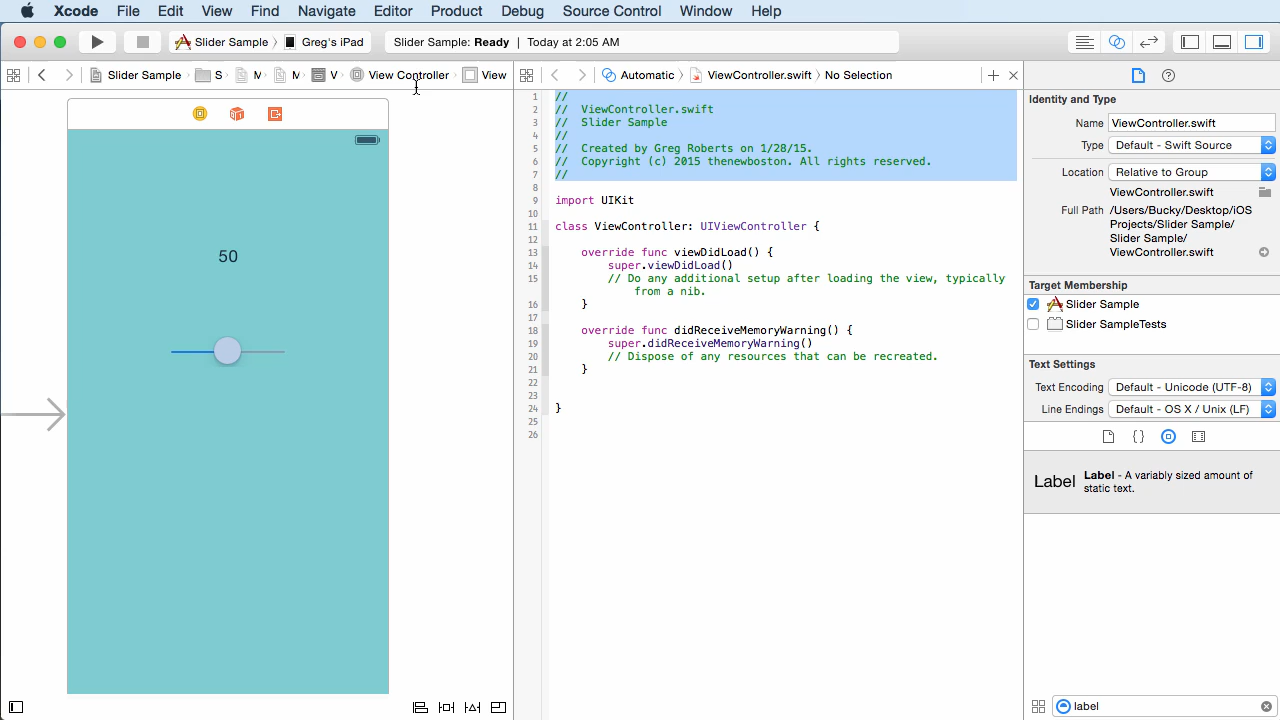 Xcode File Edit View Find Navigate Editor Product Debug Source Control Window Help
Slider Sample Greg's iPad Slider Sample: Ready | Today at 2:05 AM
Slider Sample S M M V View Controller View Automatic ViewController.swift No Selection
50
1 //
2 // ViewController.swift
3 // Slider Sample
4 //
5 // Created by Greg Roberts on 1/28/15.
6 // Copyright (c) 2015 thenewboston. All rights reserved.
7 //
8
9 import UIKit
10
11 class ViewController: UIViewController {
12
13 override func viewDidLoad() {
14 super.viewDidLoad()
15 // Do any additional setup after loading the view, typically
from a nib.
16 }
17
18 override func didReceiveMemoryWarning() {
19 super.didReceiveMemoryWarning()
20 // Dispose of any resources that can be recreated.
21 }
22
23
24 }
25
26
Identity and Type
Name ViewController.swift
Type Default - Swift Source
Location Relative to Group
ViewController.swift
Full Path /Users/Bucky/Desktop/iOS
Projects/Slider Sample/
Slider Sample/
ViewController.swift
Target Membership
Slider Sample
Slider SampleTests
Text Settings
Text Encoding Default - Unicode (UTF-8)
Line Endings Default - OS X / Unix (LF)
{}
Label Label - A variably sized amount of
static text.
label